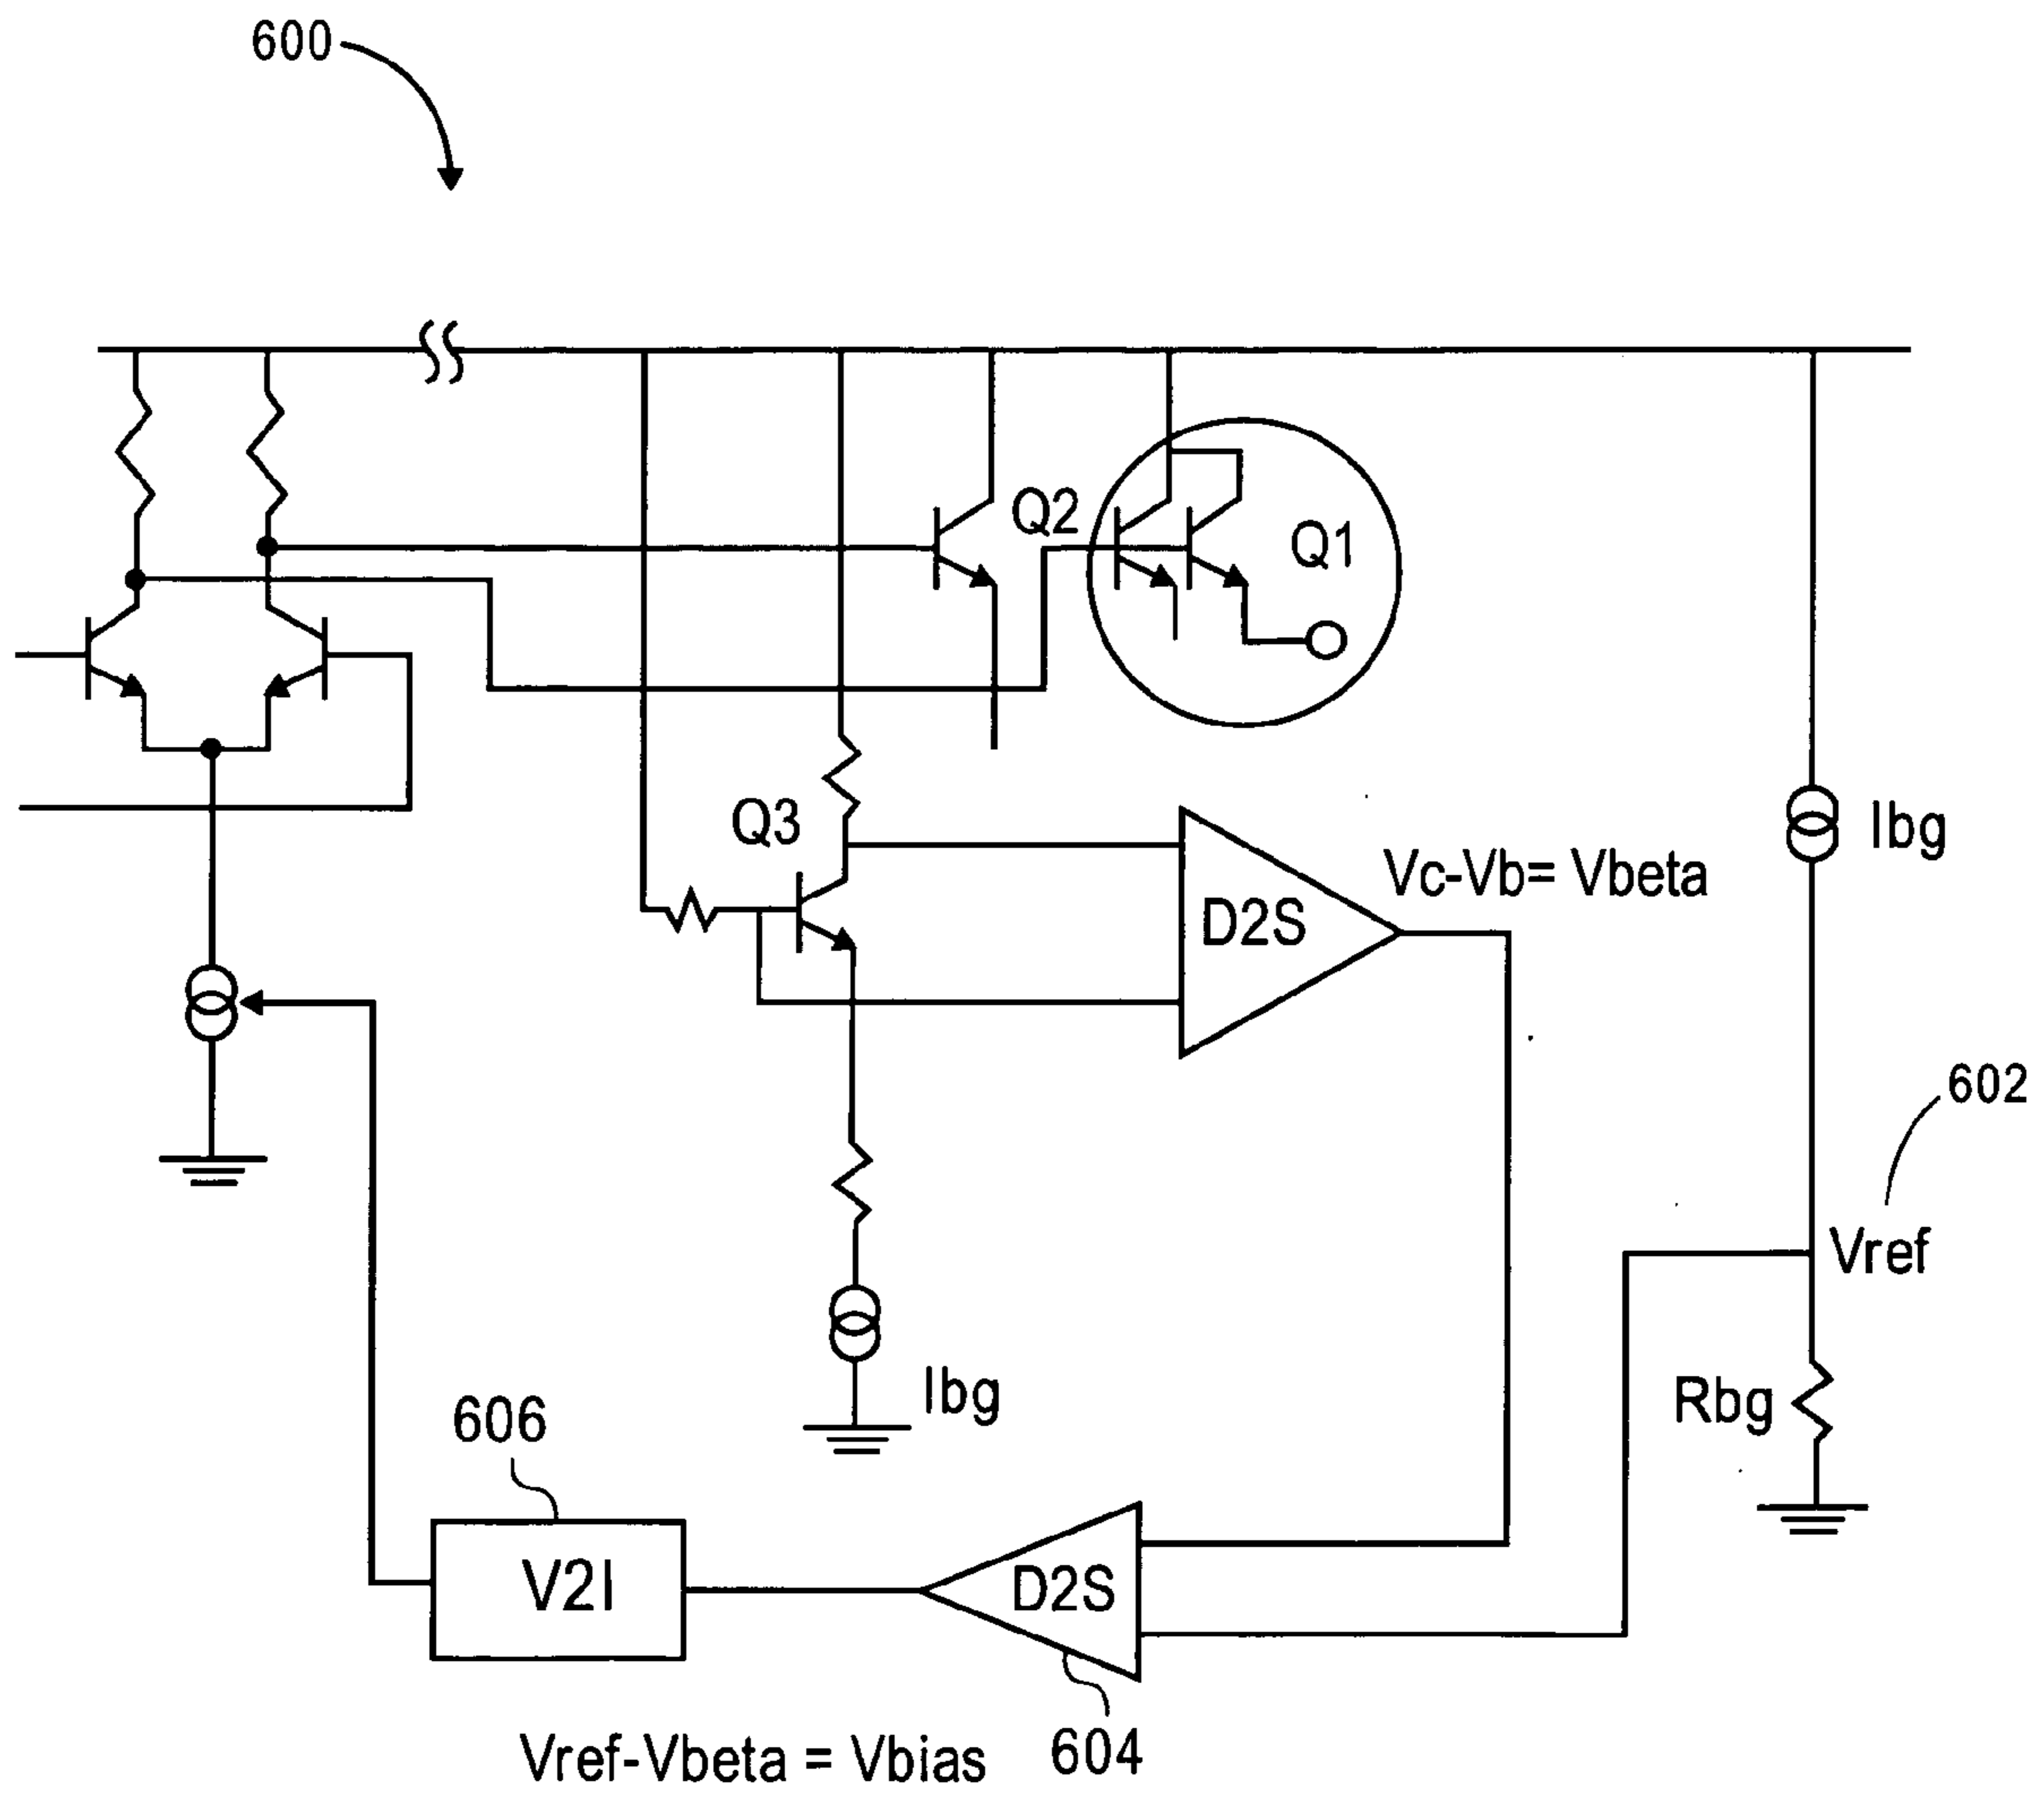 600
Q2
Q1
Q3
Ibg
Vc-Vb= Vbeta
D2S
602
Vref
Ibg
Rbg
606
V2I
D2S
604
Vref-Vbeta = Vbias